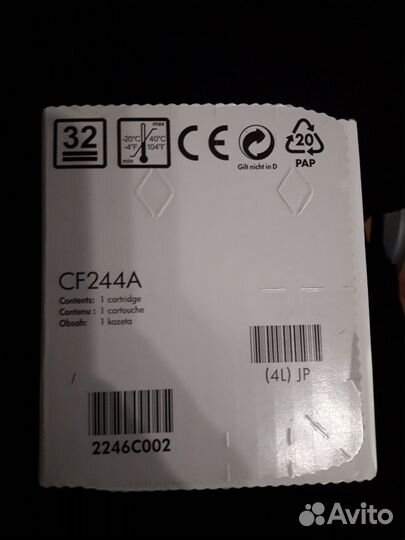 32
max
-20°C 40°C
-4°F 104°F
min
CE
Gilt nicht in D
20
PAP
CF244A
Contents: 1 cartridge
Contenu : 1 cartouche
Obsah: 1 kazeta
(4L) JP
/
2246C002
Avito